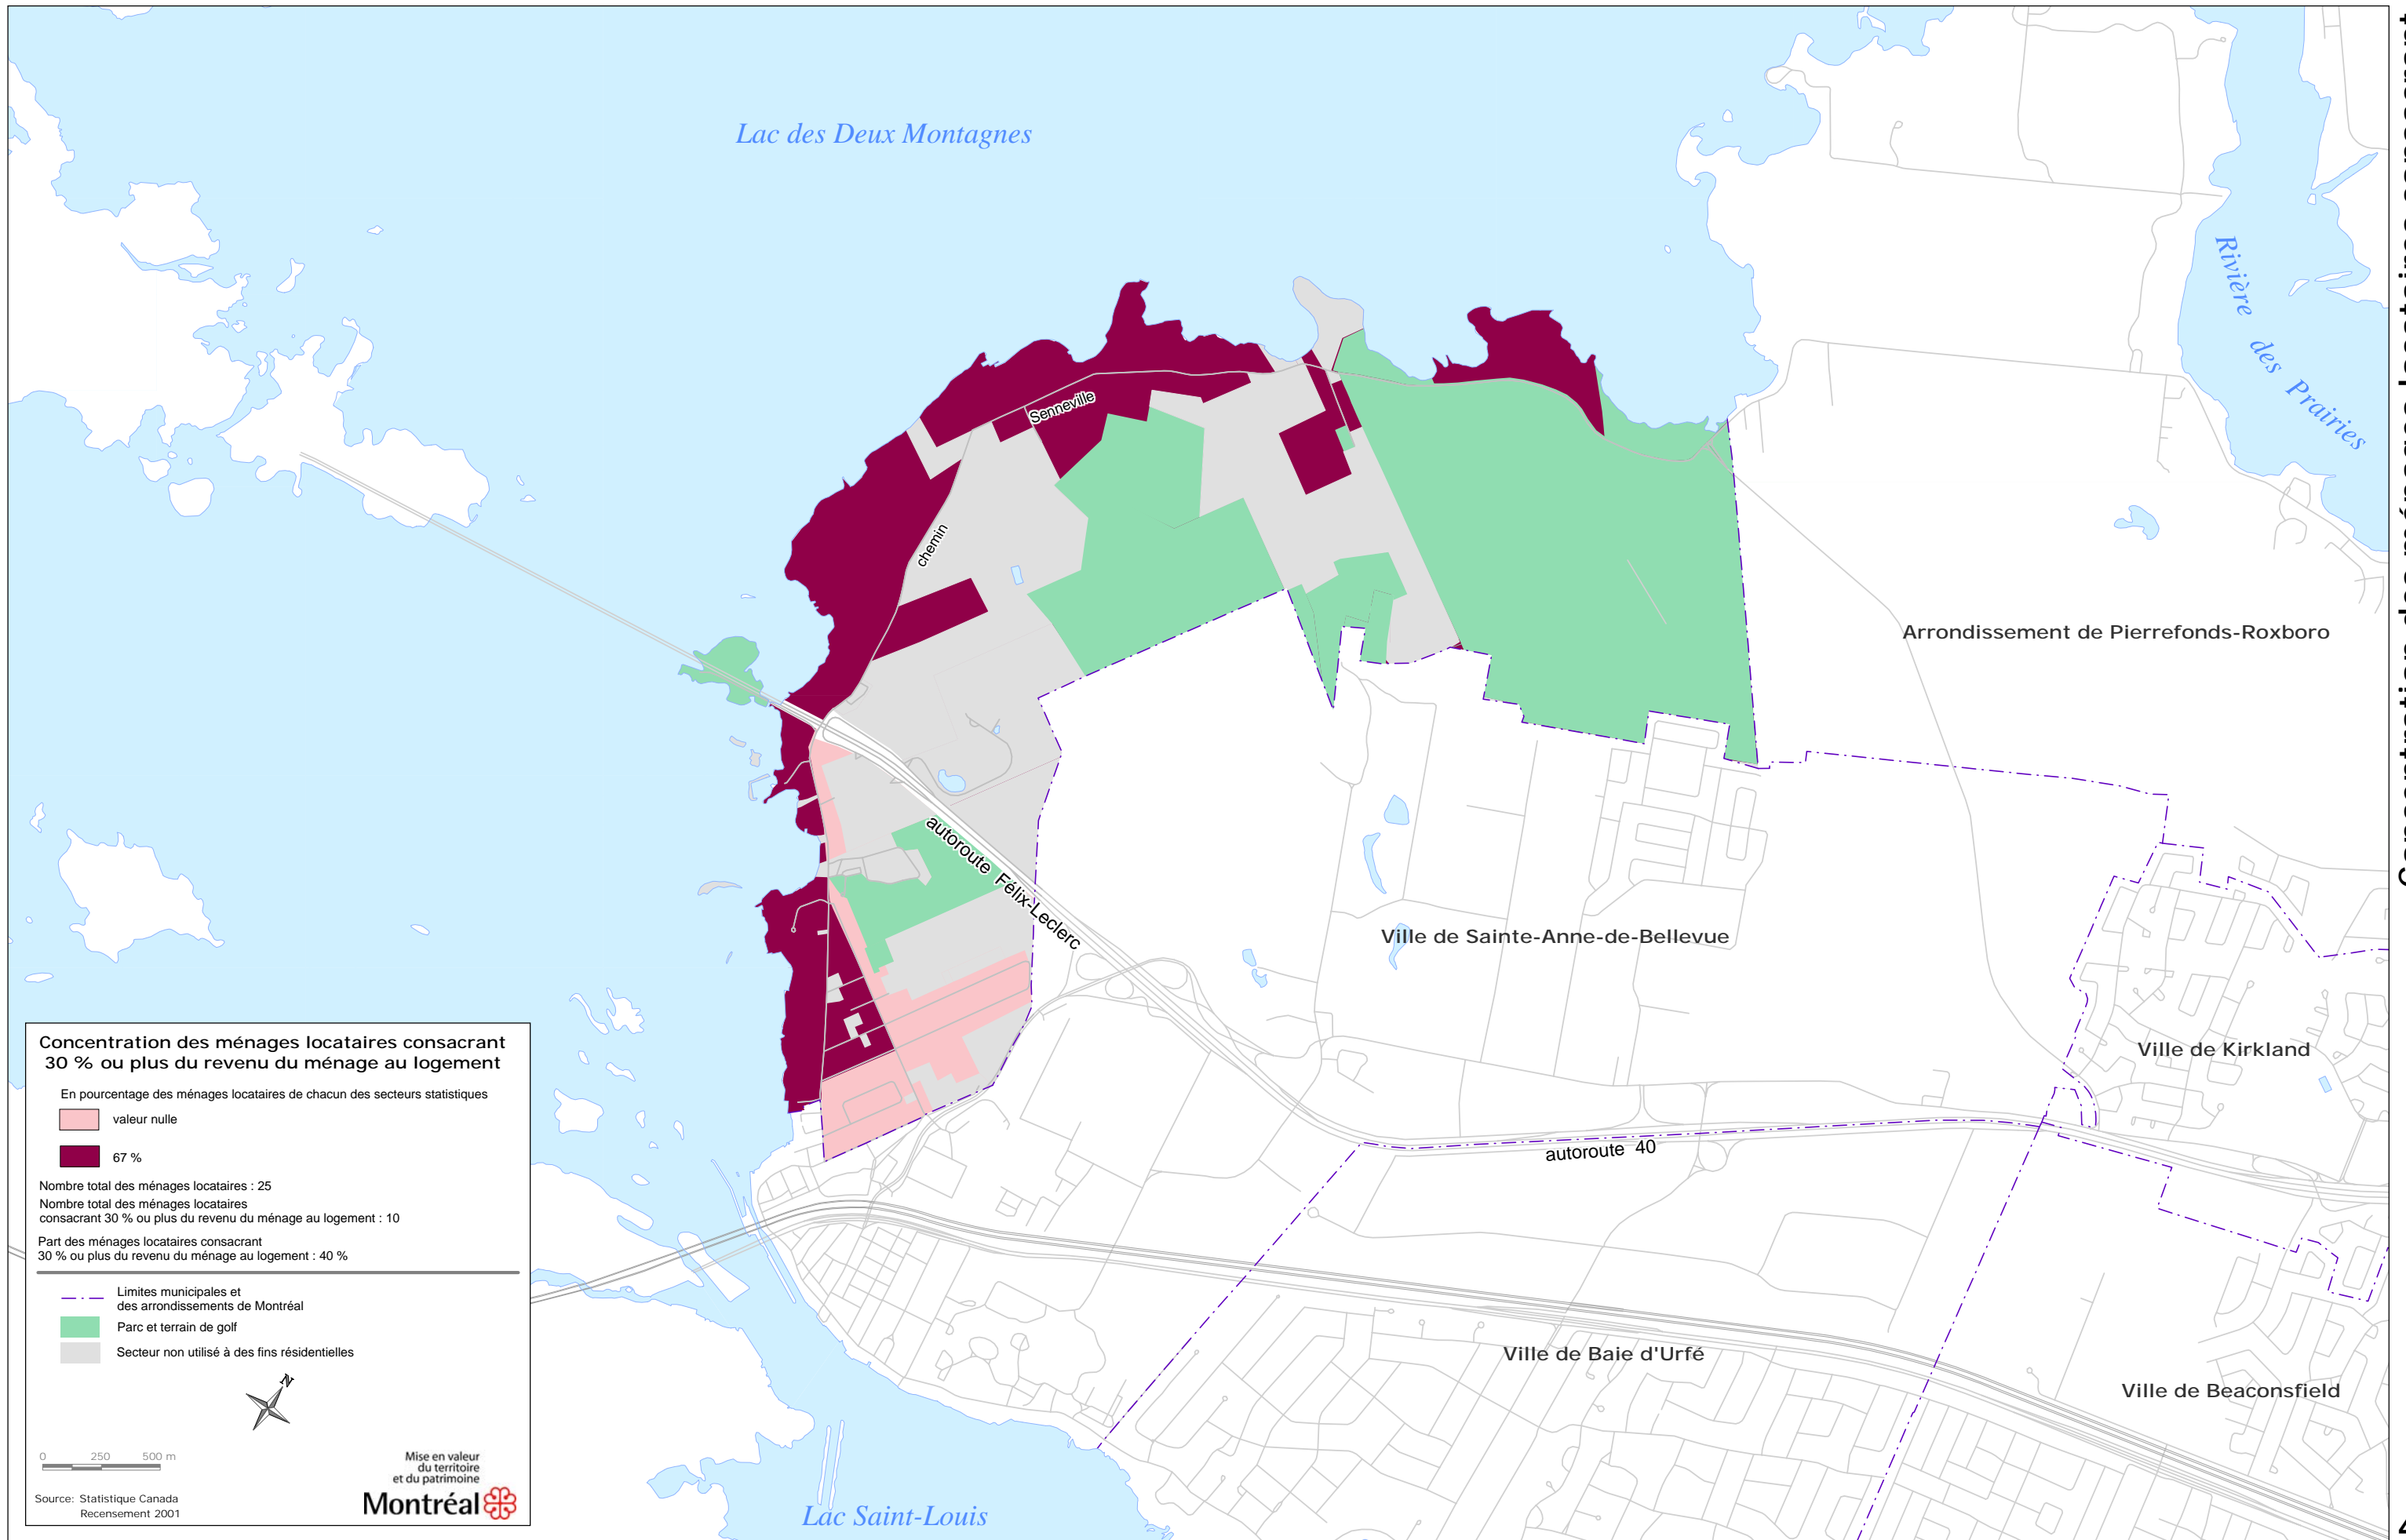 Lac des Deux Montagnes
Rivière des Prairies
Senneville
chemin
Arrondissement de Pierrefonds-Roxboro
autoroute Félix-Leclerc
Ville de Sainte-Anne-de-Bellevue
Ville de Kirkland
autoroute 40
Ville de Baie d'Urfé
Ville de Beaconsfield
Lac Saint-Louis
Concentration des ménages locataires consacrant
30 % ou plus du revenu du ménage au logement
En pourcentage des ménages locataires de chacun des secteurs statistiques
valeur nulle
67 %
Nombre total des ménages locataires : 25
Nombre total des ménages locataires
consacrant 30 % ou plus du revenu du ménage au logement : 10
Part des ménages locataires consacrant
30 % ou plus du revenu du ménage au logement : 40 %
Limites municipales et
des arrondissements de Montréal
Parc et terrain de golf
Secteur non utilisé à des fins résidentielles
N
0 250 500 m
Mise en valeur
du territoire
et du patrimoine
Montréal
Source: Statistique Canada
Recensement 2001